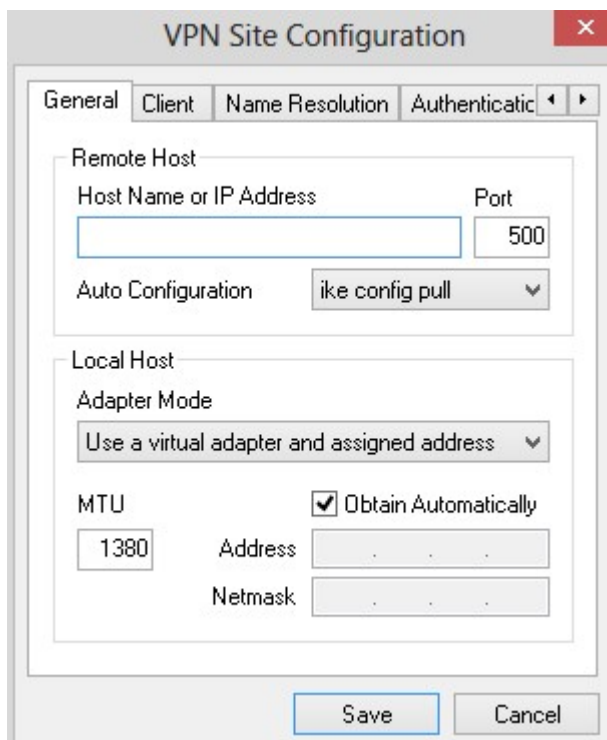 VPN Site Configuration
General Client Name Resolution Authenticatic
Remote Host
Host Name or IP Address Port
500
Auto Configuration ike config pull
Local Host
Adapter Mode
Use a virtual adapter and assigned address
MTU Obtain Automatically
1380 Address . . .
Netmask . . .
Save Cancel